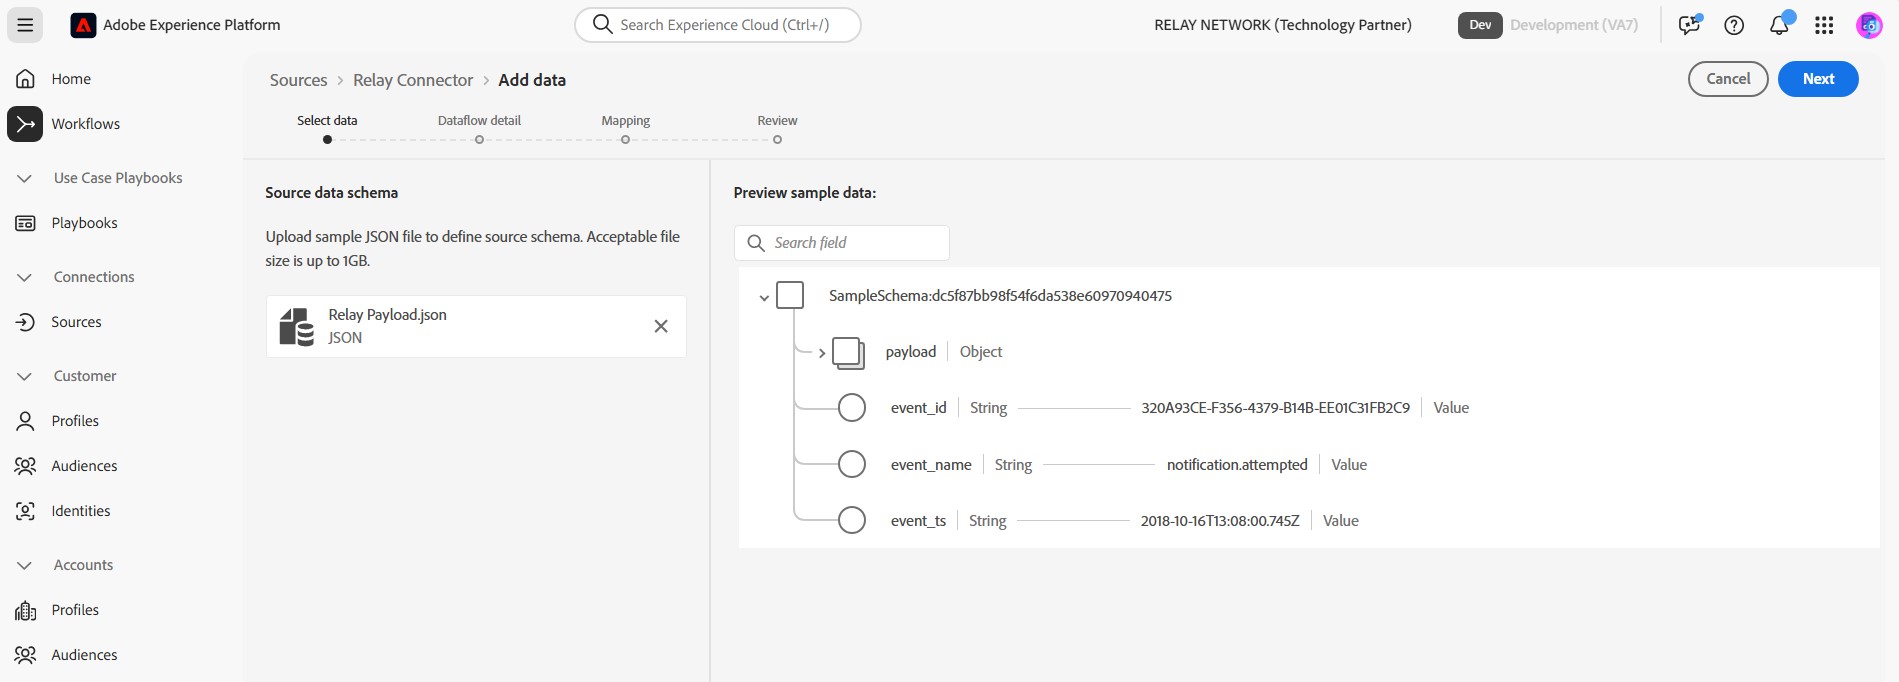 Adobe Experience Platform
Search Experience Cloud (Ctrl+/)
RELAY NETWORK (Technology Partner)
Dev
Development (VA7)
Home
Workflows
Use Case Playbooks
Playbooks
Connections
Sources
Customer
Profiles
Audiences
Identities
Accounts
Profiles
Audiences
Sources > Relay Connector > Add data
Cancel
Next
Select data
Dataflow detail
Mapping
Review
Source data schema
Upload sample JSON file to define source schema. Acceptable file
size is up to 1GB.
Relay Payload.json
JSON
Preview sample data:
Search field
SampleSchema:dc5f87bb98f54f6da538e60970940475
payload | Object
event_id | String 320A93CE-F356-4379-B14B-EE01C31FB2C9 | Value
event_name | String notification.attempted | Value
event_ts | String 2018-10-16T13:08:00.745Z | Value